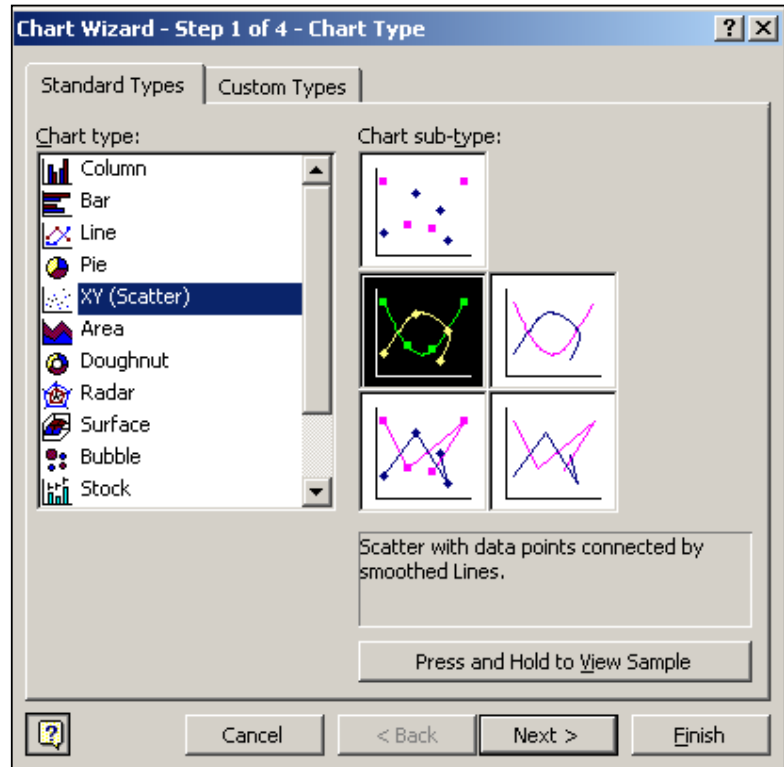 Chart Wizard - Step 1 of 4 - Chart Type
Standard Types
Custom Types
Chart type:
Column
Bar
Line
Pie
XY (Scatter)
Area
Doughnut
Radar
Surface
Bubble
Stock
Chart sub-type:
Scatter with data points connected by
smoothed Lines.
Press and Hold to View Sample
Cancel
< Back
Next >
Finish